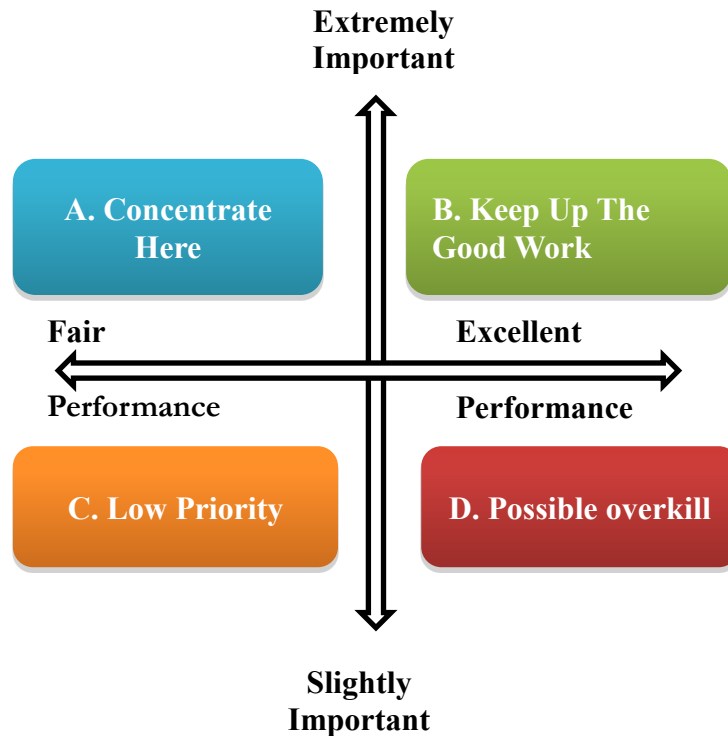 Extremely
Important
A. Concentrate
Here
B. Keep Up The
Good Work
Fair
Excellent
Performance
Performance
C. Low Priority
D. Possible overkill
Slightly
Important